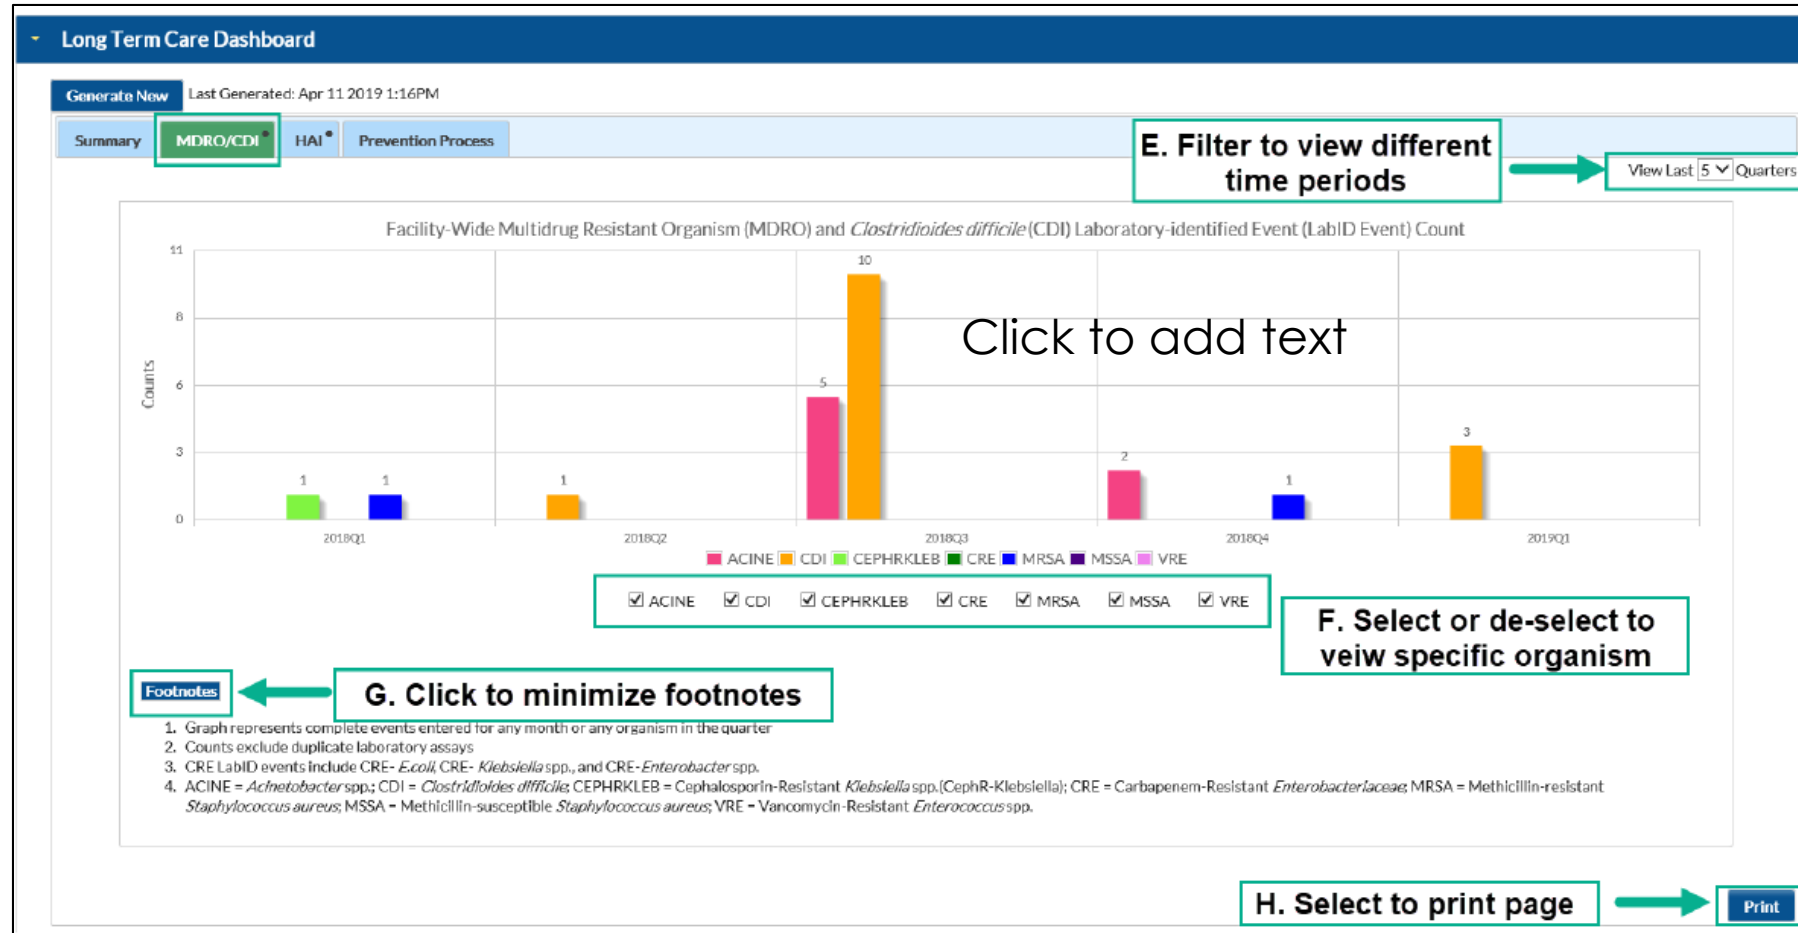 Long Term Care Dashboard
Generate New Last Generated: Apr 11 2019 1:16PM
Summary MDRO/CDI HAI Prevention Process
E. Filter to view different
time periods
View Last 5 Quarters
Facility-Wide Multidrug Resistant Organism (MDRO) and Clostridioides difficile (CDI) Laboratory-identified Event (LabID Event) Count
11
10
8
Click to add text
Counts
6
5
3
3
2
1 1 1 1
0
2018Q1 2018Q2 2018Q3 2018Q4 2019Q1
ACINE CDI CEPHRKLEB CRE MRSA MSSA VRE
ACINE CDI CEPHRKLEB CRE MRSA MSSA VRE
F. Select or de-select to
veiw specific organism
Footnotes
G. Click to minimize footnotes
1. Graph represents complete events entered for any month or any organism in the quarter
2. Counts exclude duplicate laboratory assays
3. CRE LabID events include CRE- E.coli, CRE- Klebsiella spp., and CRE-Enterobacter spp.
4. ACINE = Acinetobacter spp.; CDI = Clostridioides difficile; CEPHRKLEB = Cephalosporin-Resistant Klebsiella spp.(CephR-Klebsiella); CRE = Carbapenem-Resistant Enterobacteriaceae; MRSA = Methicillin-resistant
Staphylococcus aureus; MSSA = Methicillin-susceptible Staphylococcus aureus; VRE = Vancomycin-Resistant Enterococcus spp.
H. Select to print page
Print